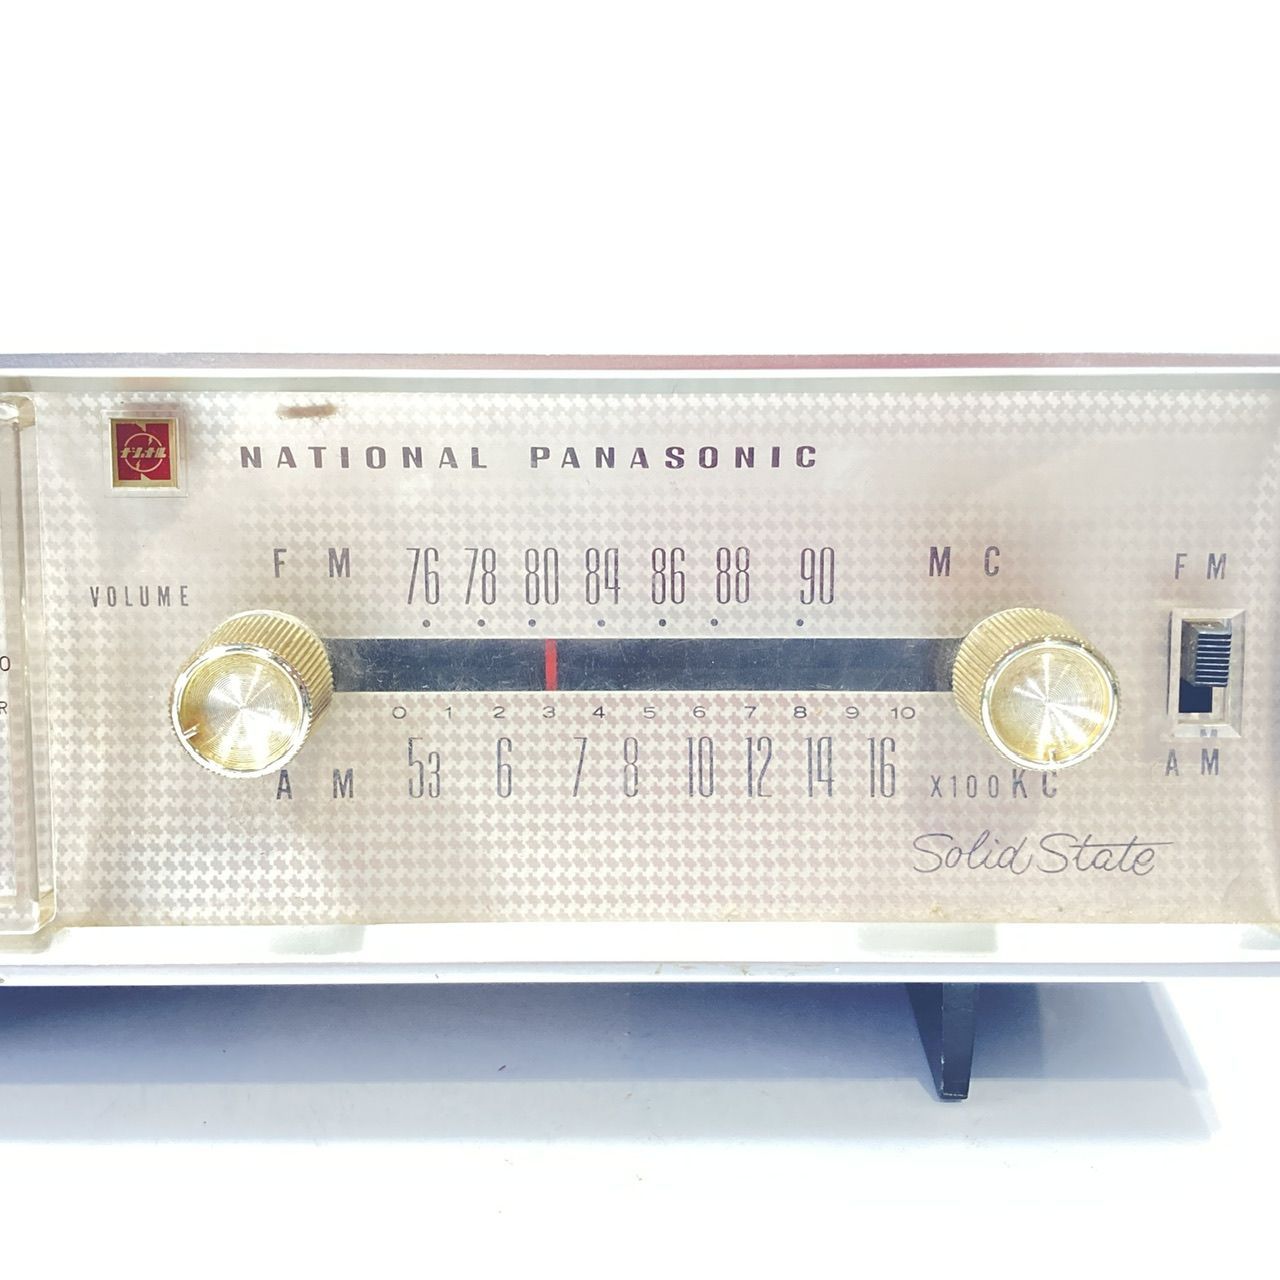 ナショナル
NATIONAL PANASONIC
FM 76 78 80 84 86 88 90 MC
VOLUME
FM
0 1 2 3 4 5 6 7 8 9 10
AM 53 6 7 8 10 12 14 16 X100KC
AM
Solid State